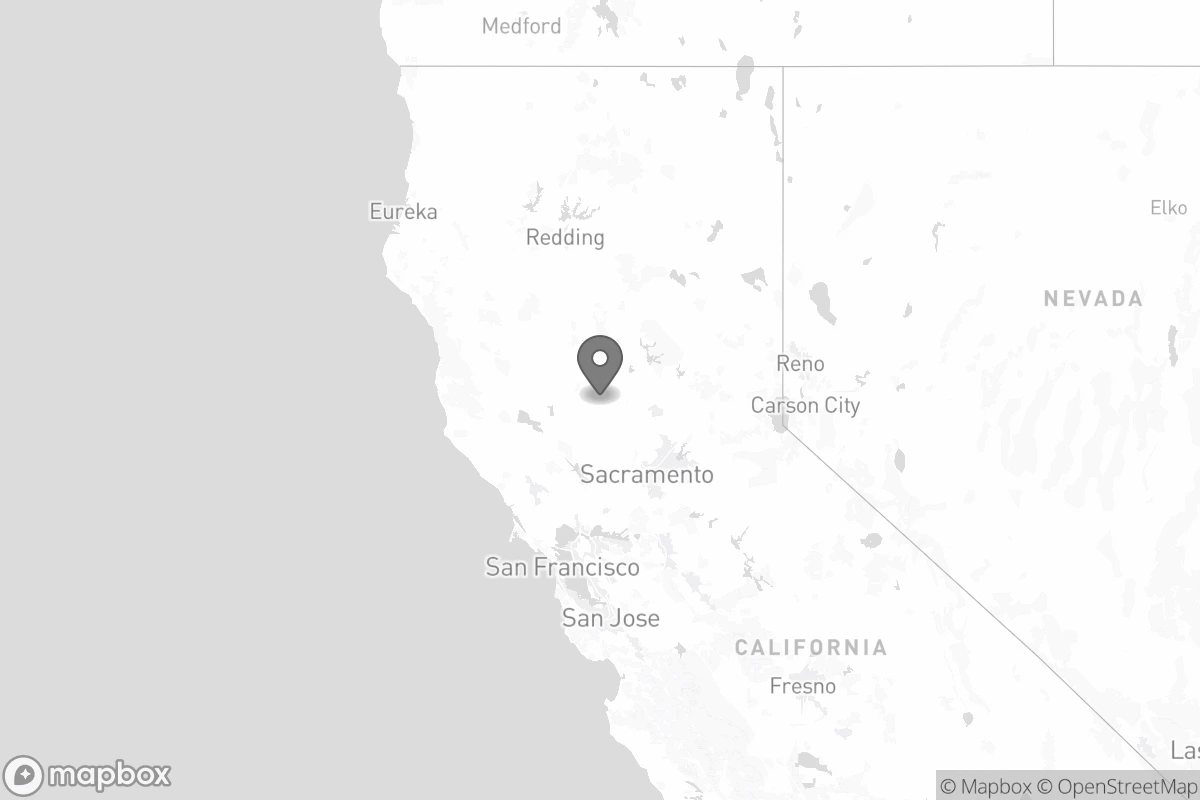 Medford
Eureka
Redding
Elko
NEVADA
Reno
Carson City
Sacramento
San Francisco
San Jose
CALIFORNIA
Fresno
Las
mapbox
© Mapbox © OpenStreetMap